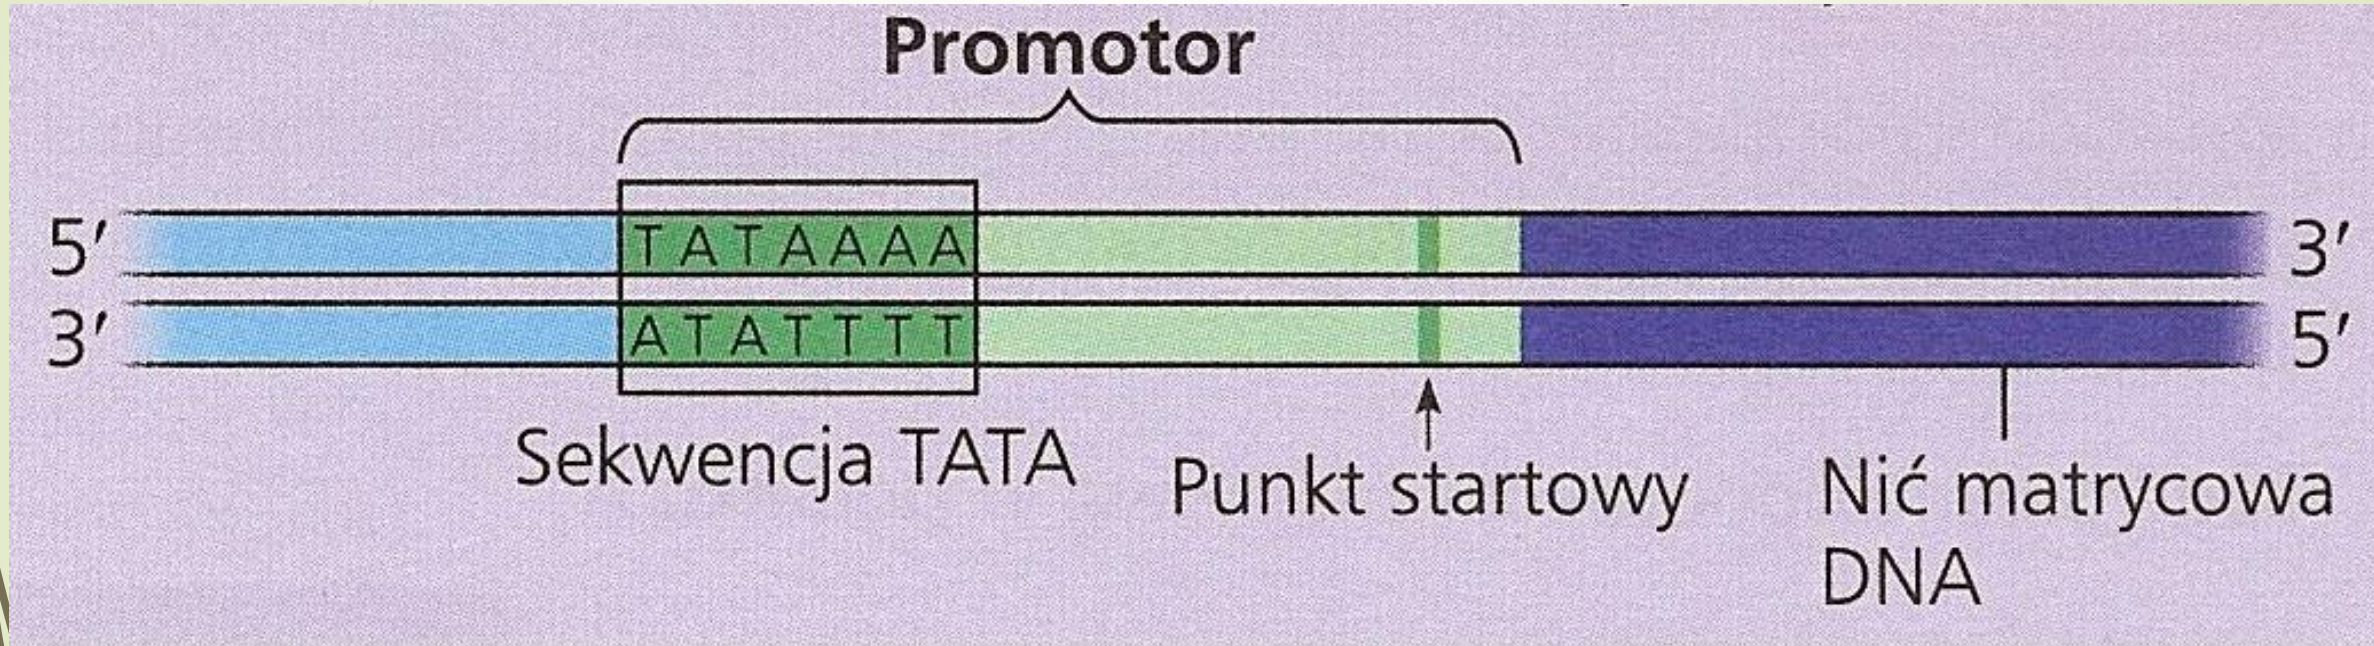 Promotor
5′ TATAAAA 3′
3′ ATATTTT 5′
Sekwencja TATA
Punkt startowy
Nić matrycowa
DNA